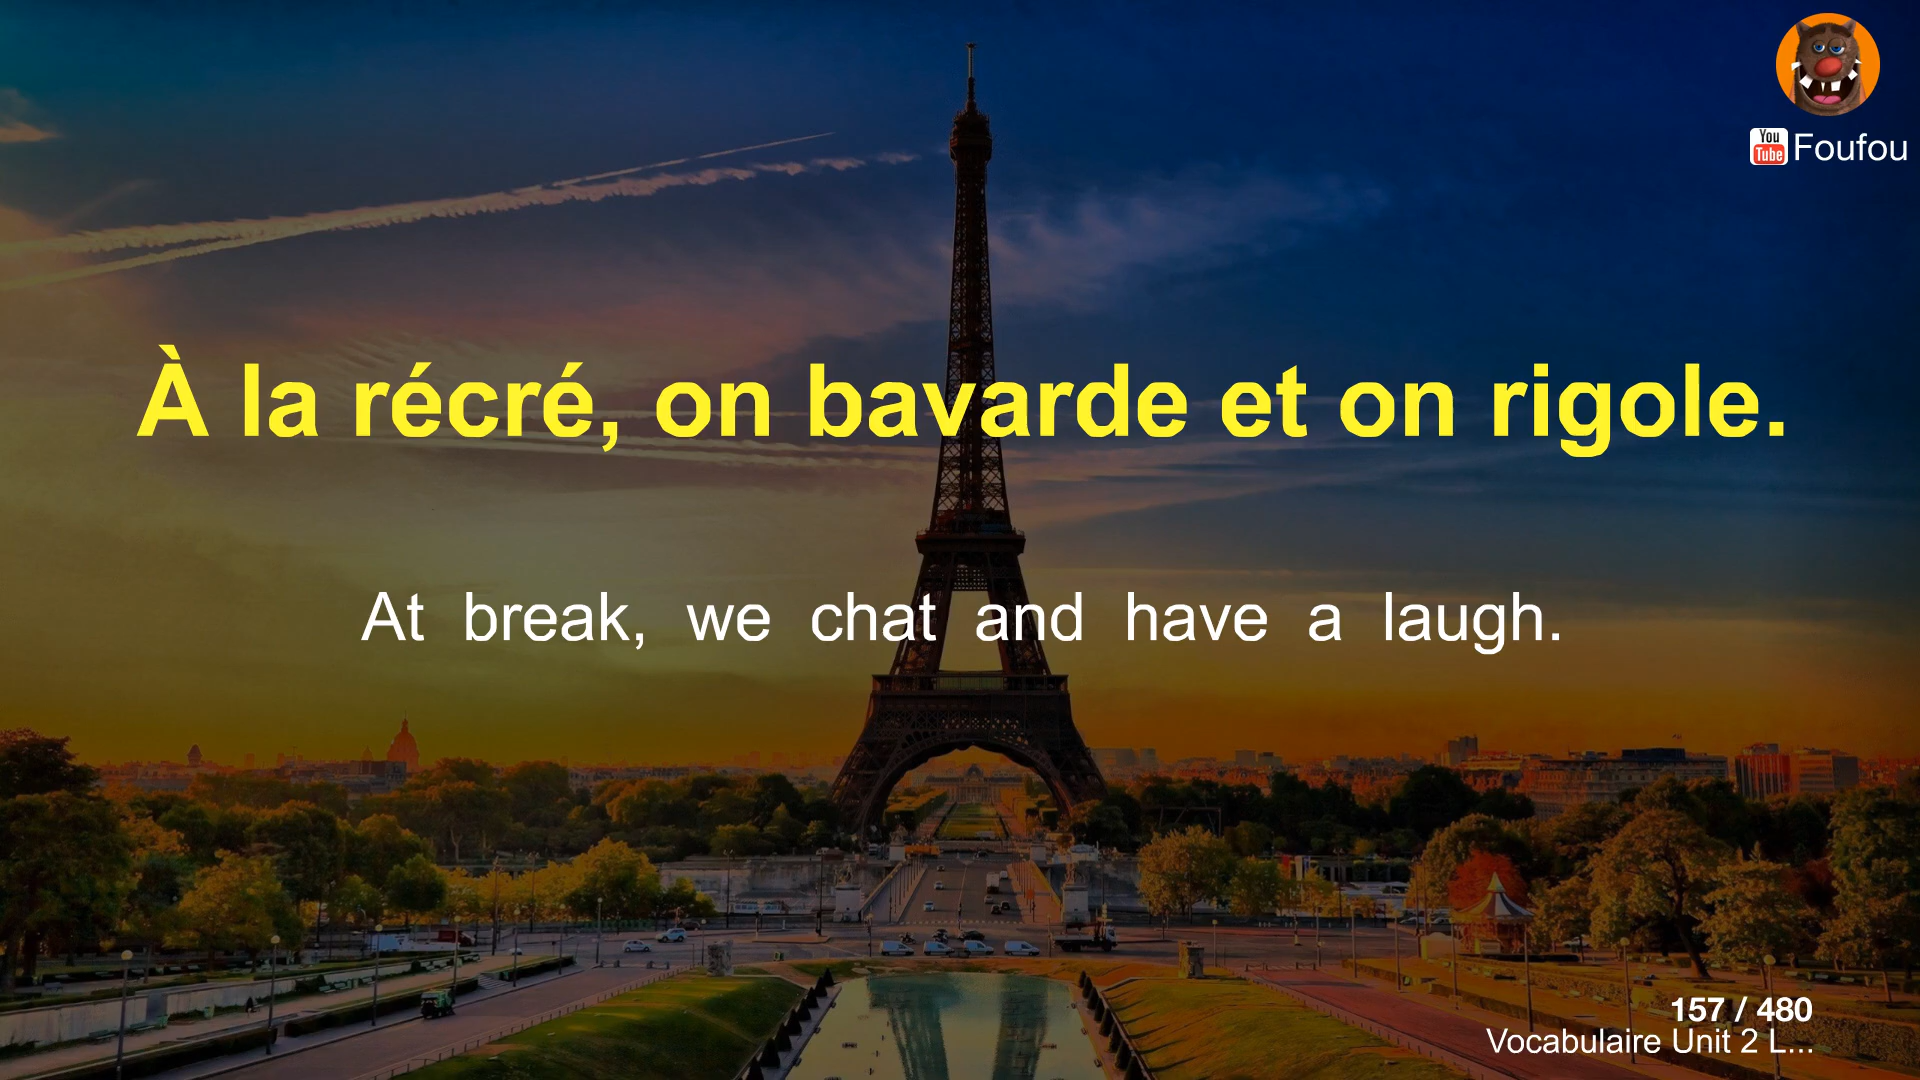 You
Tube
Foufou
À la récré, on bavarde et on rigole.
At break, we chat and have a laugh.
157 / 480
Vocabulaire Unit 2 L...